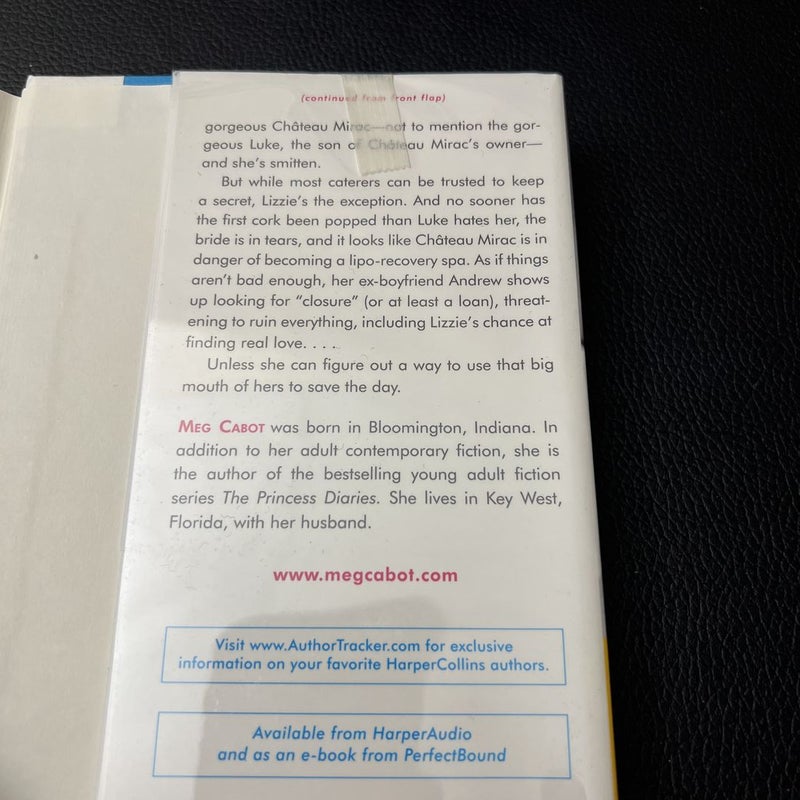 (continued from front flap)
gorgeous Château Mirac—not to mention the gor-
geous Luke, the son of Château Mirac's owner—
and she's smitten.
But while most caterers can be trusted to keep
a secret, Lizzie's the exception. And no sooner has
the first cork been popped than Luke hates her, the
bride is in tears, and it looks like Château Mirac is in
danger of becoming a lipo-recovery spa. As if things
aren't bad enough, her ex-boyfriend Andrew shows
up looking for "closure" (or at least a loan), threat-
ening to ruin everything, including Lizzie's chance at
finding real love. . . .
Unless she can figure out a way to use that big
mouth of hers to save the day.
MEG CABOT was born in Bloomington, Indiana. In
addition to her adult contemporary fiction, she is
the author of the bestselling young adult fiction
series The Princess Diaries. She lives in Key West,
Florida, with her husband.
www.megcabot.com
Visit www.AuthorTracker.com for exclusive
information on your favorite HarperCollins authors.
Available from HarperAudio
and as an e-book from PerfectBound